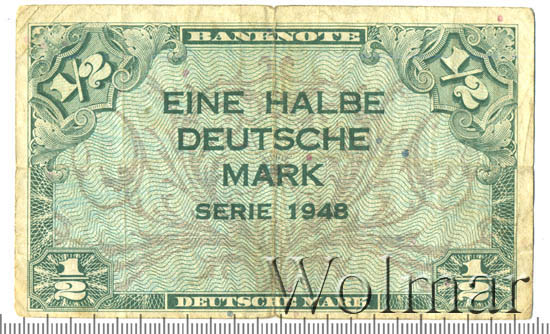 BANKNOTE
1/2
1/2
EINE HALBE
DEUTSCHE
MARK
SERIE 1948
1/2
1/2
DEUTSCHE MARK
Wolmar